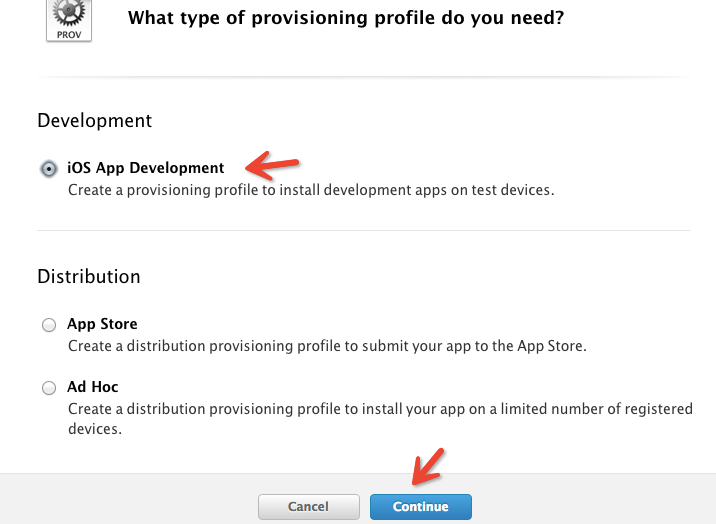 PROV
What type of provisioning profile do you need?
Development
iOS App Development
Create a provisioning profile to install development apps on test devices.
Distribution
App Store
Create a distribution provisioning profile to submit your app to the App Store.
Ad Hoc
Create a distribution provisioning profile to install your app on a limited number of registered
devices.
Cancel
Continue